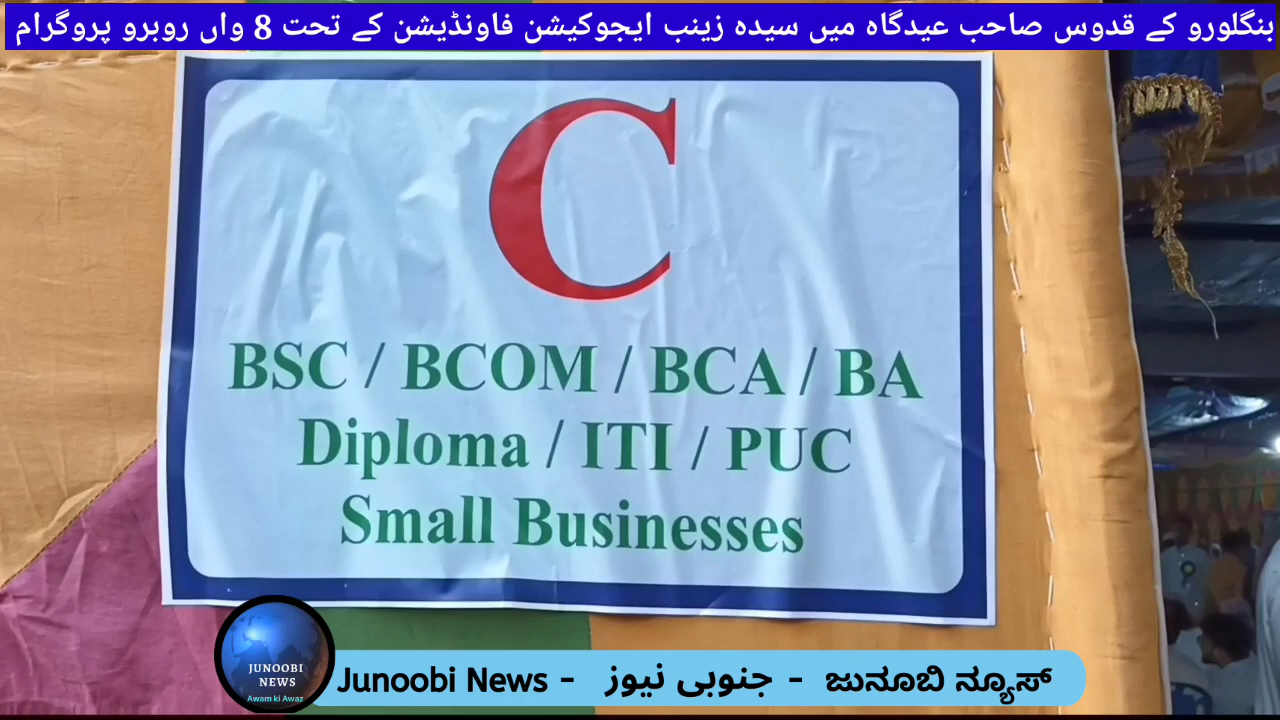 بنگلورو کے قدوس صاحب عیدگاہ میں سیدہ زینب ایجوکیشن فاونڈیشن کے تحت 8 واں روبرو پروگرام
C
BSC / BCOM / BCA / BA
Diploma / ITI / PUC
Small Businesses
JUNOOBI
NEWS
Awam ki Awaz
Junoobi News - جنوبی نیوز - ಜುನೂಬಿ ನ್ಯೂಸ್